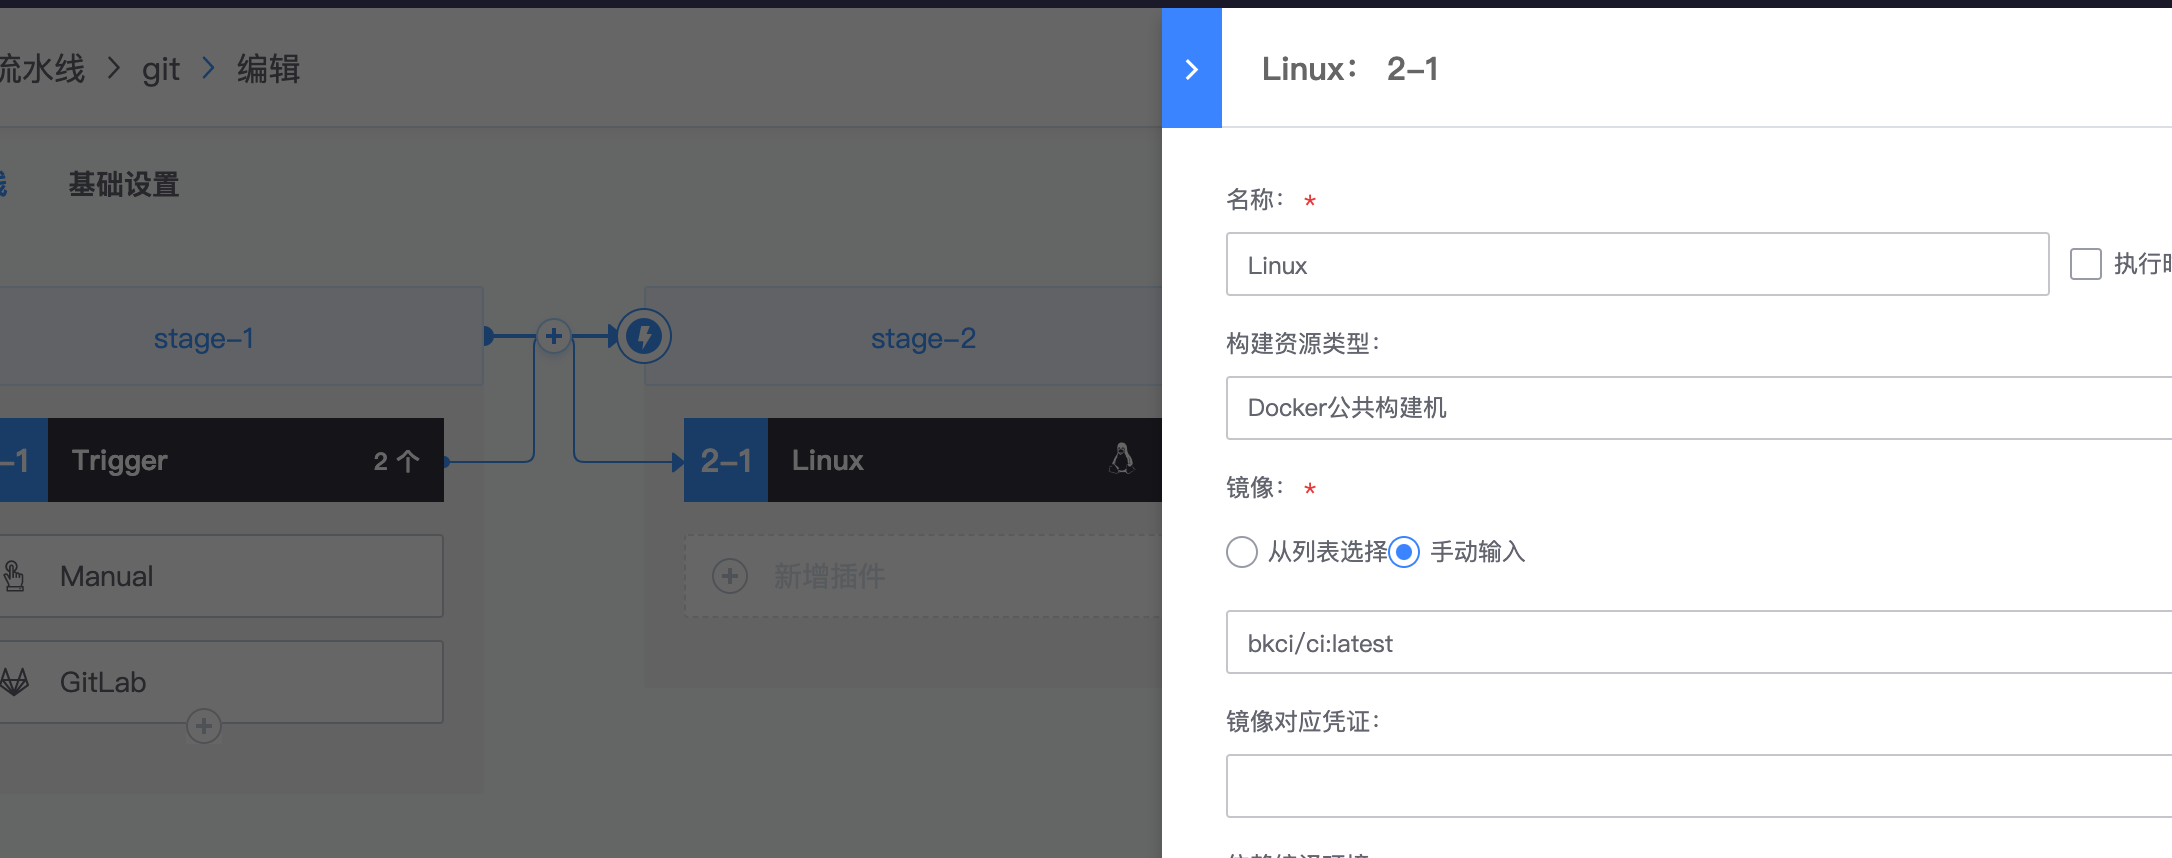 流水线 > git > 编辑
基础设置
stage-1
stage-2
-1 Trigger 2 个
2-1 Linux
Manual
新增插件
GitLab
Linux： 2-1
名称： *
Linux
执行
构建资源类型：
Docker公共构建机
镜像： *
从列表选择 手动输入
bkci/ci:latest
镜像对应凭证：